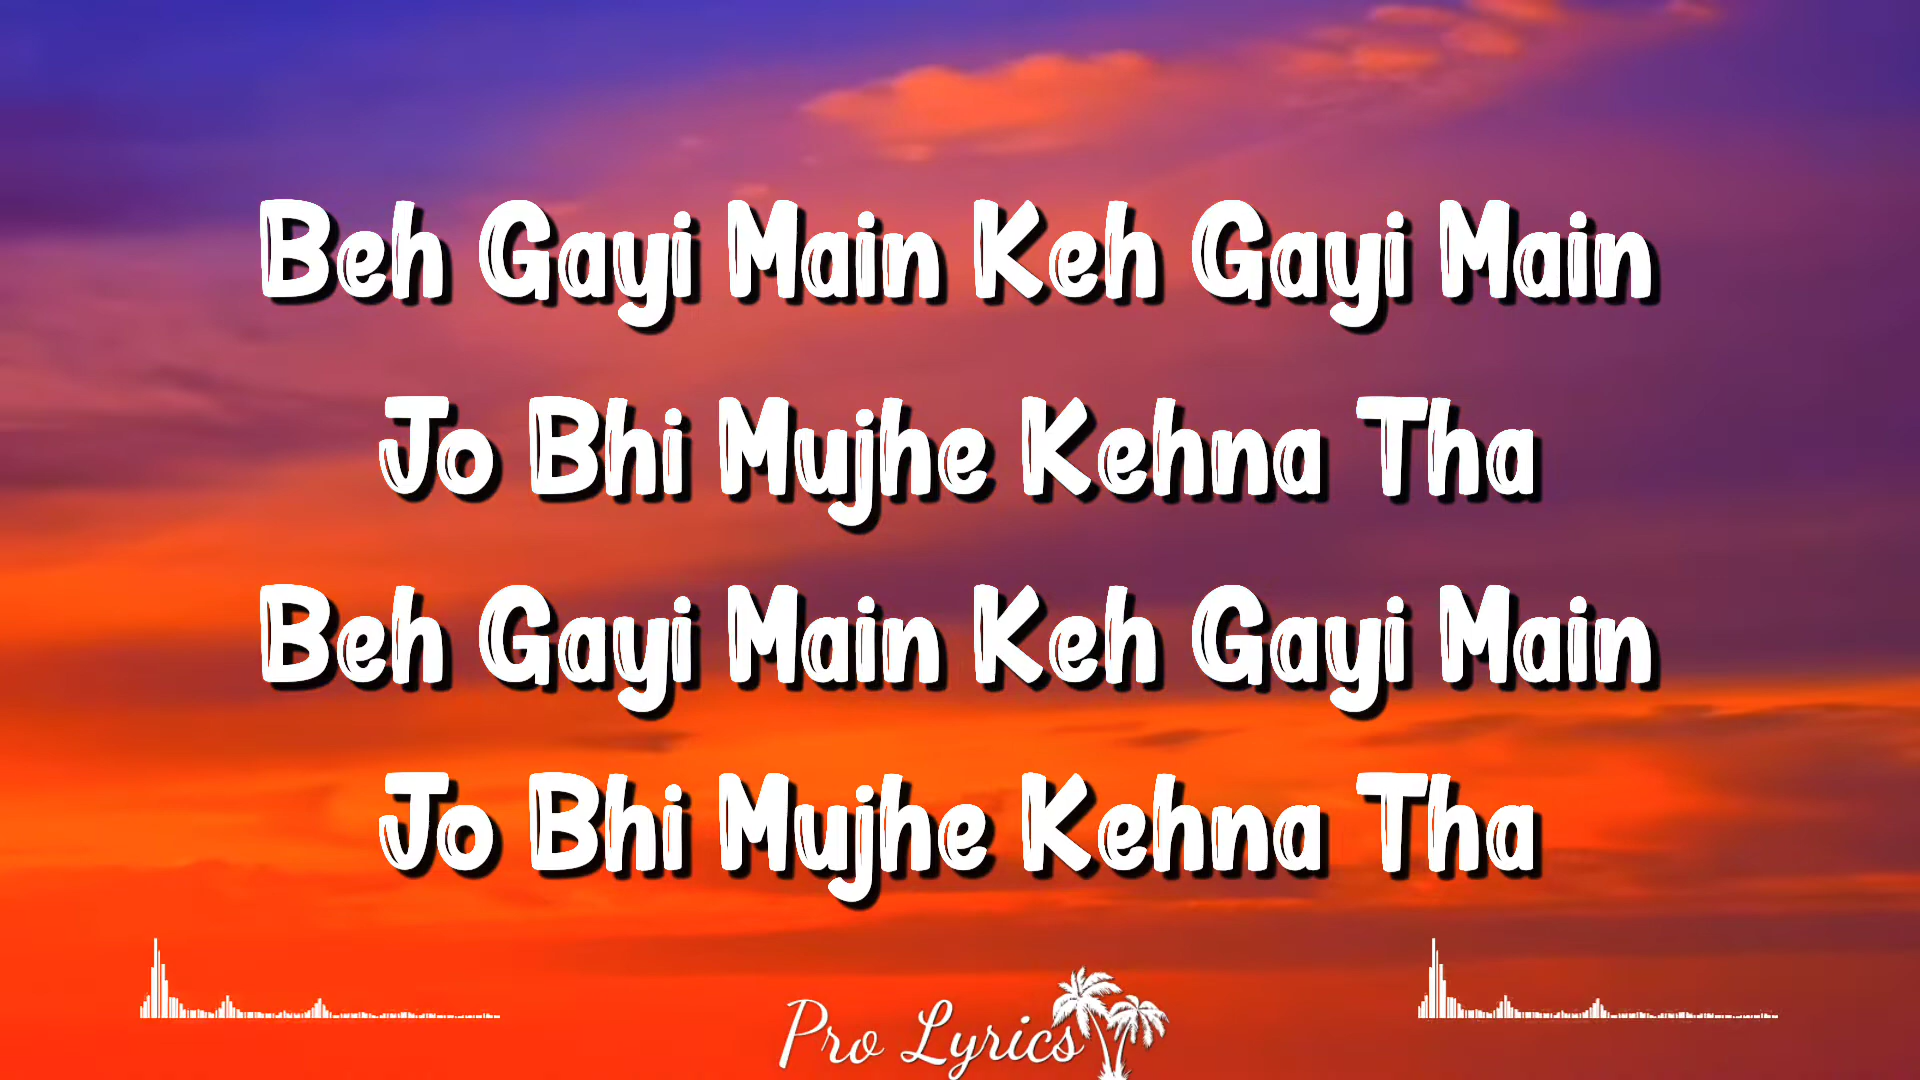 Beh Gayi Main Keh Gayi Main
Jo Bhi Mujhe Kehna Tha
Beh Gayi Main Keh Gayi Main
Jo Bhi Mujhe Kehna Tha
Pro Lyrics